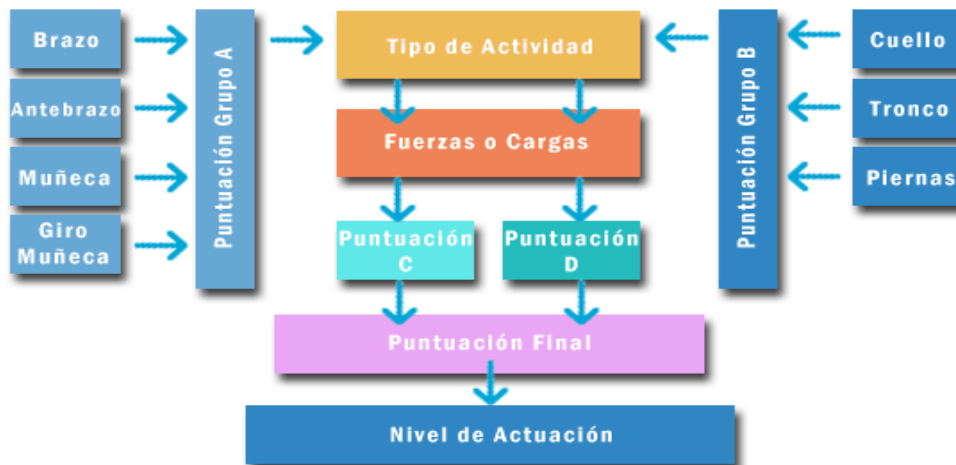 Brazo
Antebrazo
Muñeca
Giro
Muñeca
Puntuación Grupo A
Tipo de Actividad
Fuerzas o Cargas
Puntuación
C
Puntuación
D
Puntuación Final
Nivel de Actuación
Puntuación Grupo B
Cuello
Tronco
Piernas